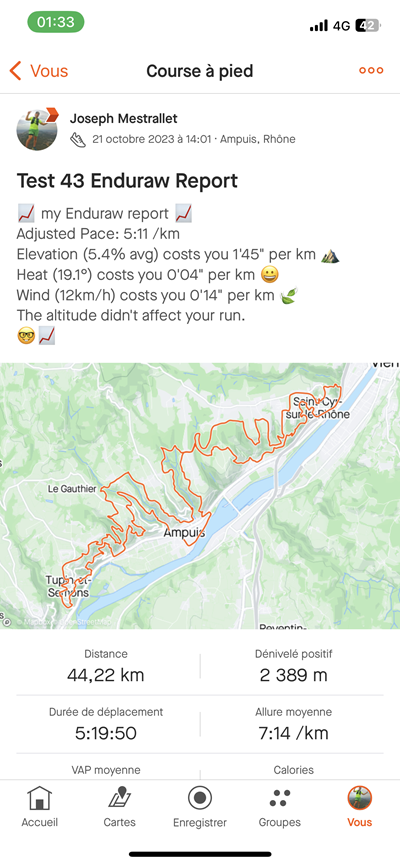 01:33
4G 42
Vous
Course à pied
Joseph Mestrallet
21 octobre 2023 à 14:01 · Ampuis, Rhône
Test 43 Enduraw Report
📈 my Enduraw report 📈
Adjusted Pace: 5:11 /km
Elevation (5.4% avg) costs you 1'45" per km ⛰️
Heat (19.1°) costs you 0'04" per km 😀
Wind (12km/h) costs you 0'14" per km 🍃
The altitude didn't affect your run.
🤓📈
Saint-Cyr-
sur-le-Rhône
Le Gauthier
Ampuis
Tupin-et-
Semons
Distance
Dénivelé positif
44,22 km
2 389 m
Durée de déplacement
Allure moyenne
5:19:50
7:14 /km
VAP moyenne
Calories
Accueil
Cartes
Enregistrer
Groupes
Vous